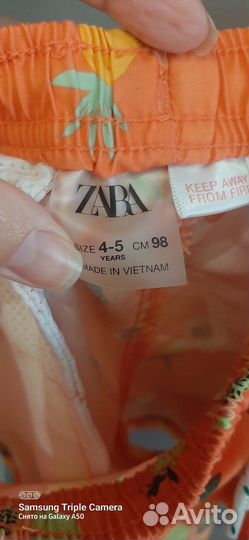 ZARA
SIZE 4-5 CM 98
YEARS
MADE IN VIETNAM
KEEP AWAY
FROM FIR
Samsung Triple Camera
Снято на Galaxy A50
Avito